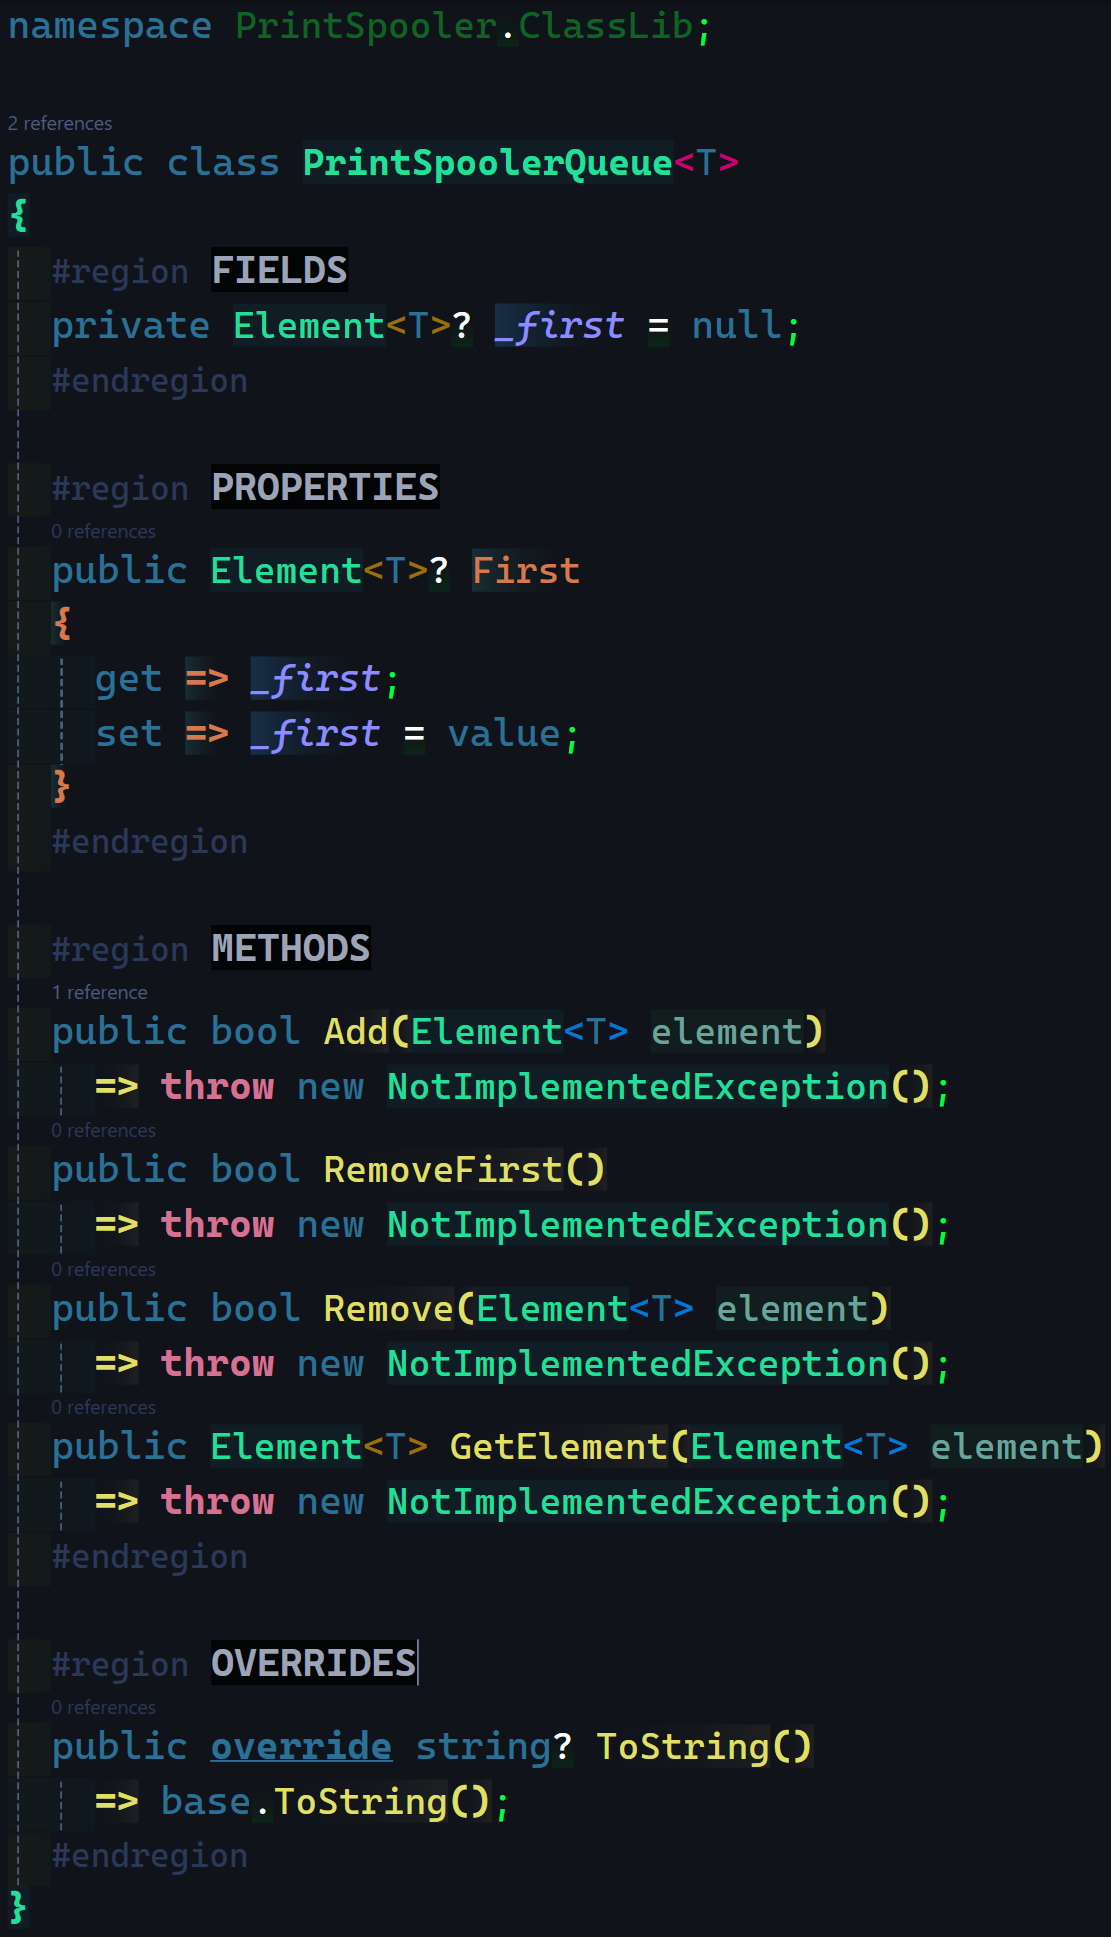 namespace PrintSpooler.ClassLib;
2 references
public class PrintSpoolerQueue<T>
{
#region FIELDS
private Element<T>? _first = null;
#endregion
#region PROPERTIES
0 references
public Element<T>? First
{
get => _first;
set => _first = value;
}
#endregion
#region METHODS
1 reference
public bool Add(Element<T> element)
=> throw new NotImplementedException();
0 references
public bool RemoveFirst()
=> throw new NotImplementedException();
0 references
public bool Remove(Element<T> element)
=> throw new NotImplementedException();
0 references
public Element<T> GetElement(Element<T> element)
=> throw new NotImplementedException();
#endregion
#region OVERRIDES
0 references
public override string? ToString()
=> base.ToString();
#endregion
}